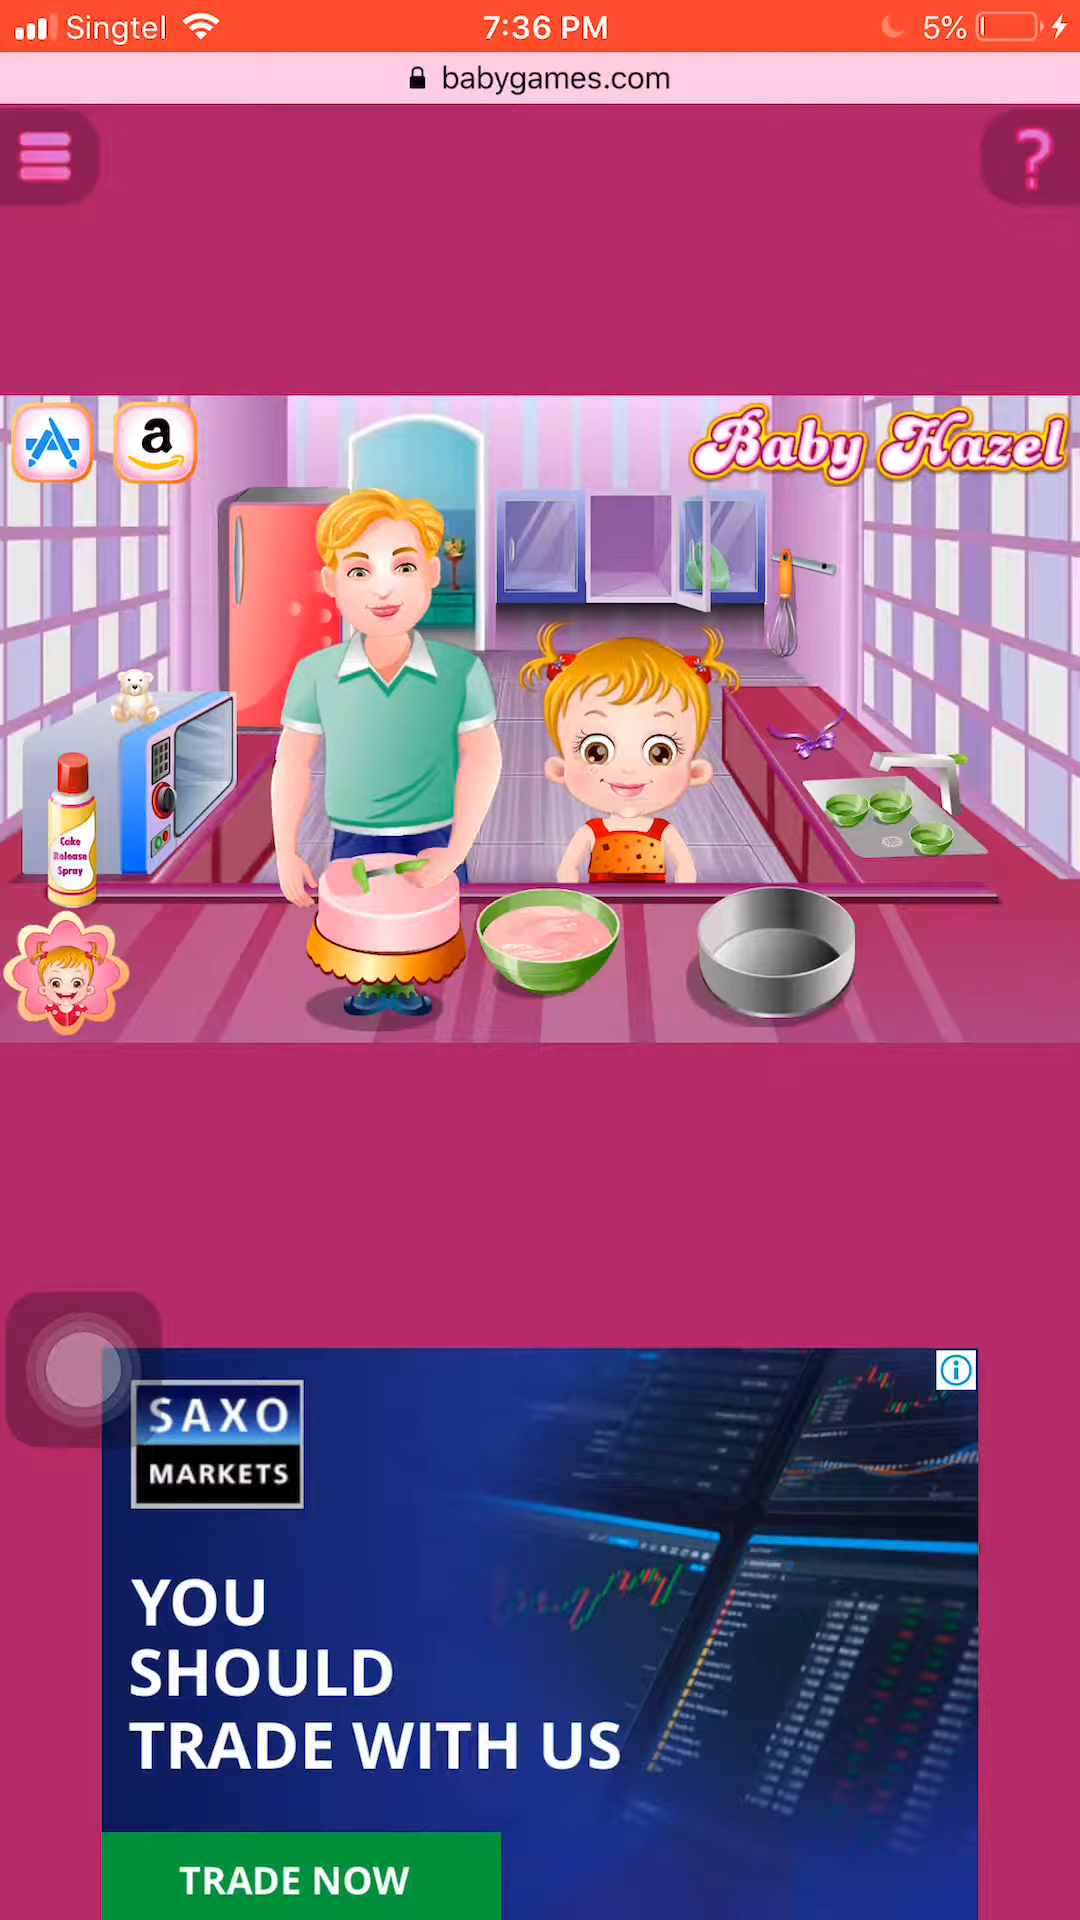 Singtel
7:36 PM
5%
babygames.com
?
a
Baby Hazel
Cake
Release
Spray
SAXO
MARKETS
YOU
SHOULD
TRADE WITH US
TRADE NOW